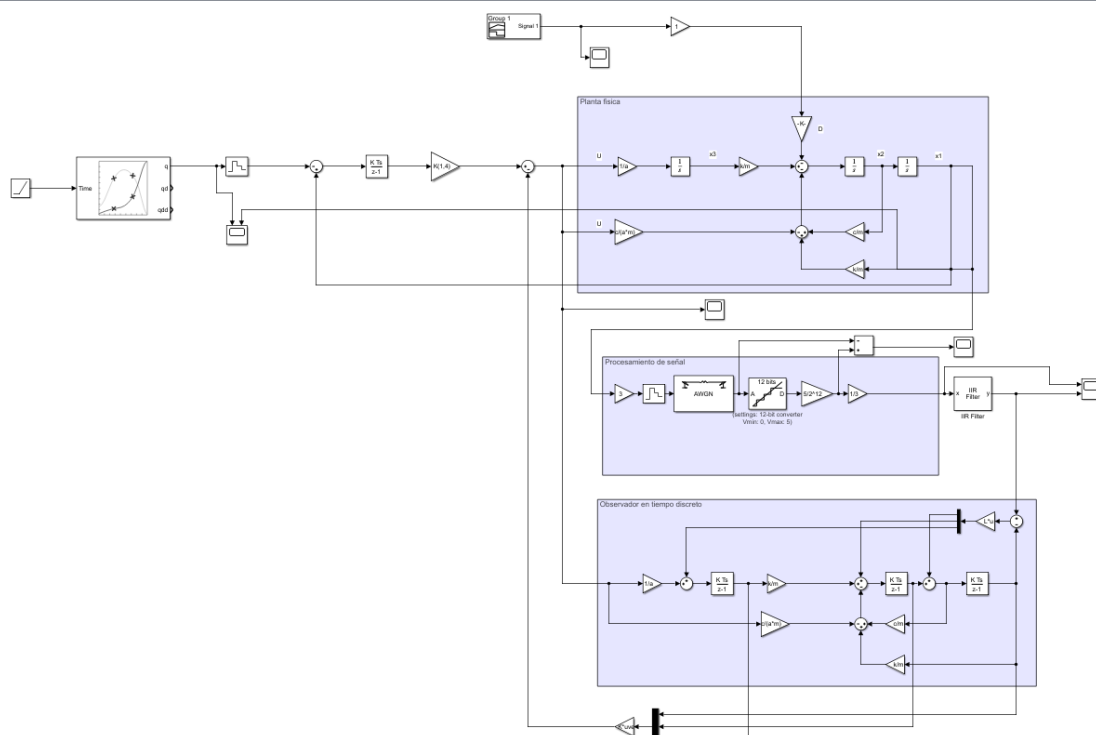 Group 1
Signal 1
1
Planta física
-K-
D
Time
q
qd
qdd
K Ts
z-1
K(1,4)
U
1/a
1
s
x3
k/m
1
s
x2
1
s
x1
U
c/(a*m)
c/m
k/m
Procesamiento de señal
3
AWGN
12 bits
A
D
5/2^12
1/3
(settings: 12-bit converter
Vmin: 0, Vmax: 5)
x
IIR
Filter
y
IIR Filter
Observador en tiempo discreto
L*u
1/a
K Ts
z-1
k/m
K Ts
z-1
K Ts
z-1
c/(a*m)
c/m
k/m